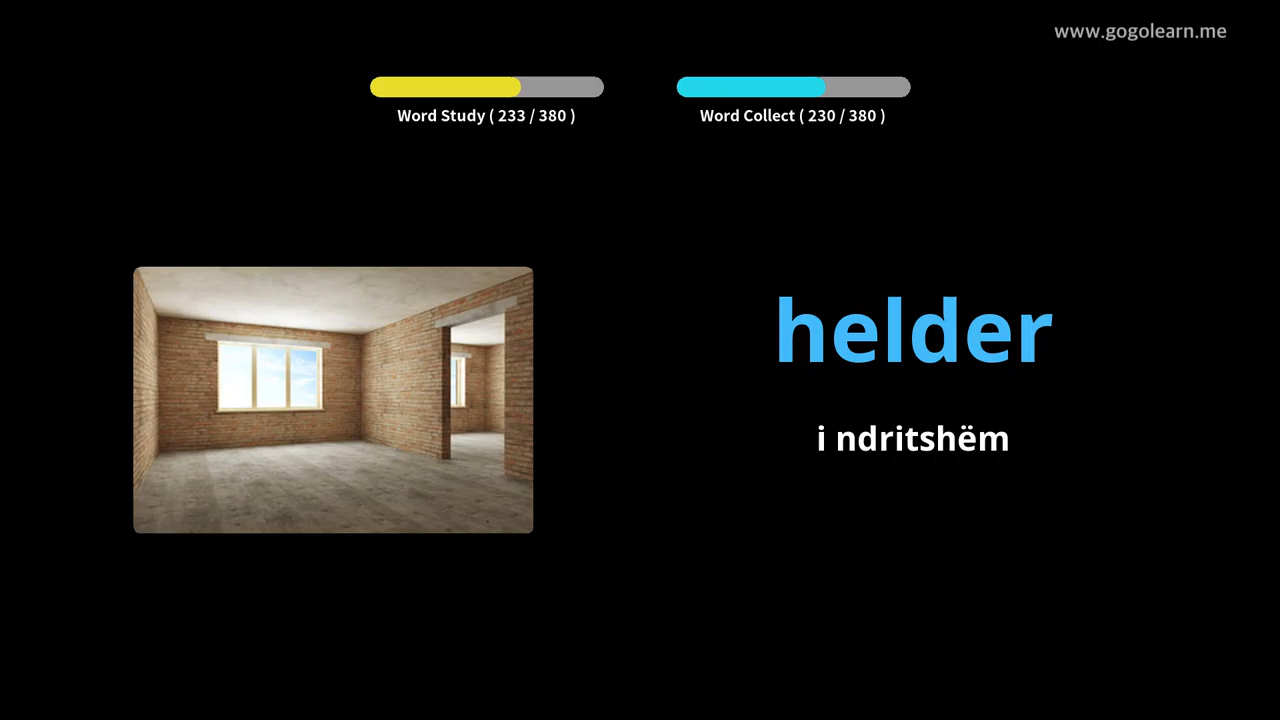 www.gogolearn.me
Word Study ( 233 / 380 )
Word Collect ( 230 / 380 )
helder
i ndritshëm